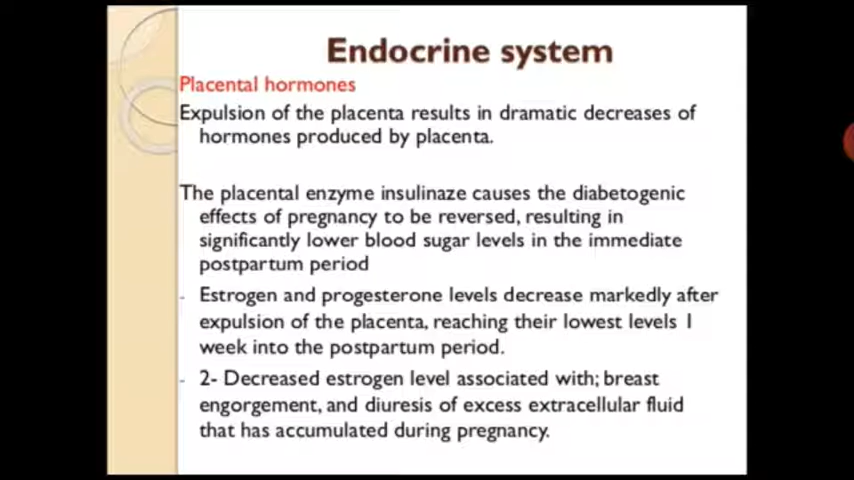 Endocrine system
Placental hormones
Expulsion of the placenta results in dramatic decreases of
hormones produced by placenta.
The placental enzyme insulinaze causes the diabetogenic
effects of pregnancy to be reversed, resulting in
significantly lower blood sugar levels in the immediate
postpartum period
- Estrogen and progesterone levels decrease markedly after
expulsion of the placenta, reaching their lowest levels 1
week into the postpartum period.
- 2- Decreased estrogen level associated with; breast
engorgement, and diuresis of excess extracellular fluid
that has accumulated during pregnancy.